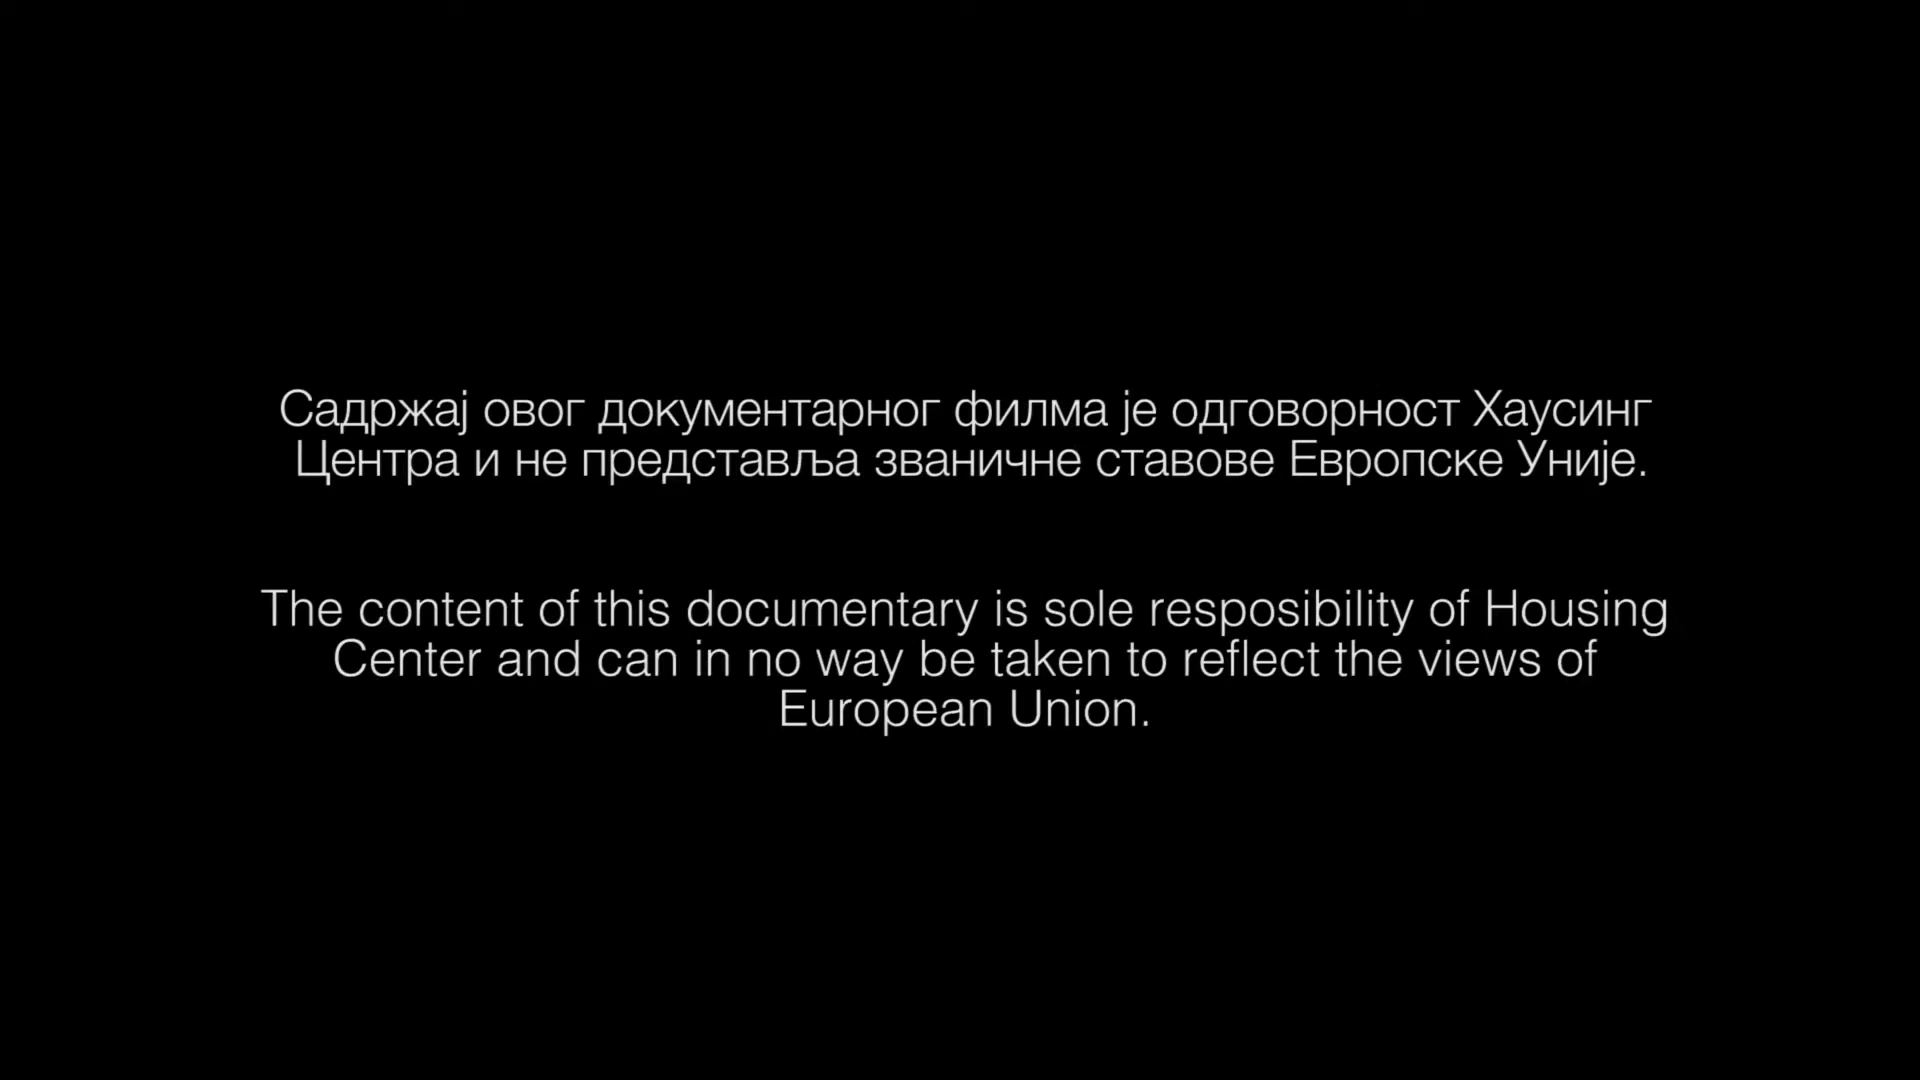 Садржај овог документарног филма је одговорност Хаусинг
Центра и не представља званичне ставове Европске Уније.
The content of this documentary is sole resposibility of Housing
Center and can in no way be taken to reflect the views of
European Union.